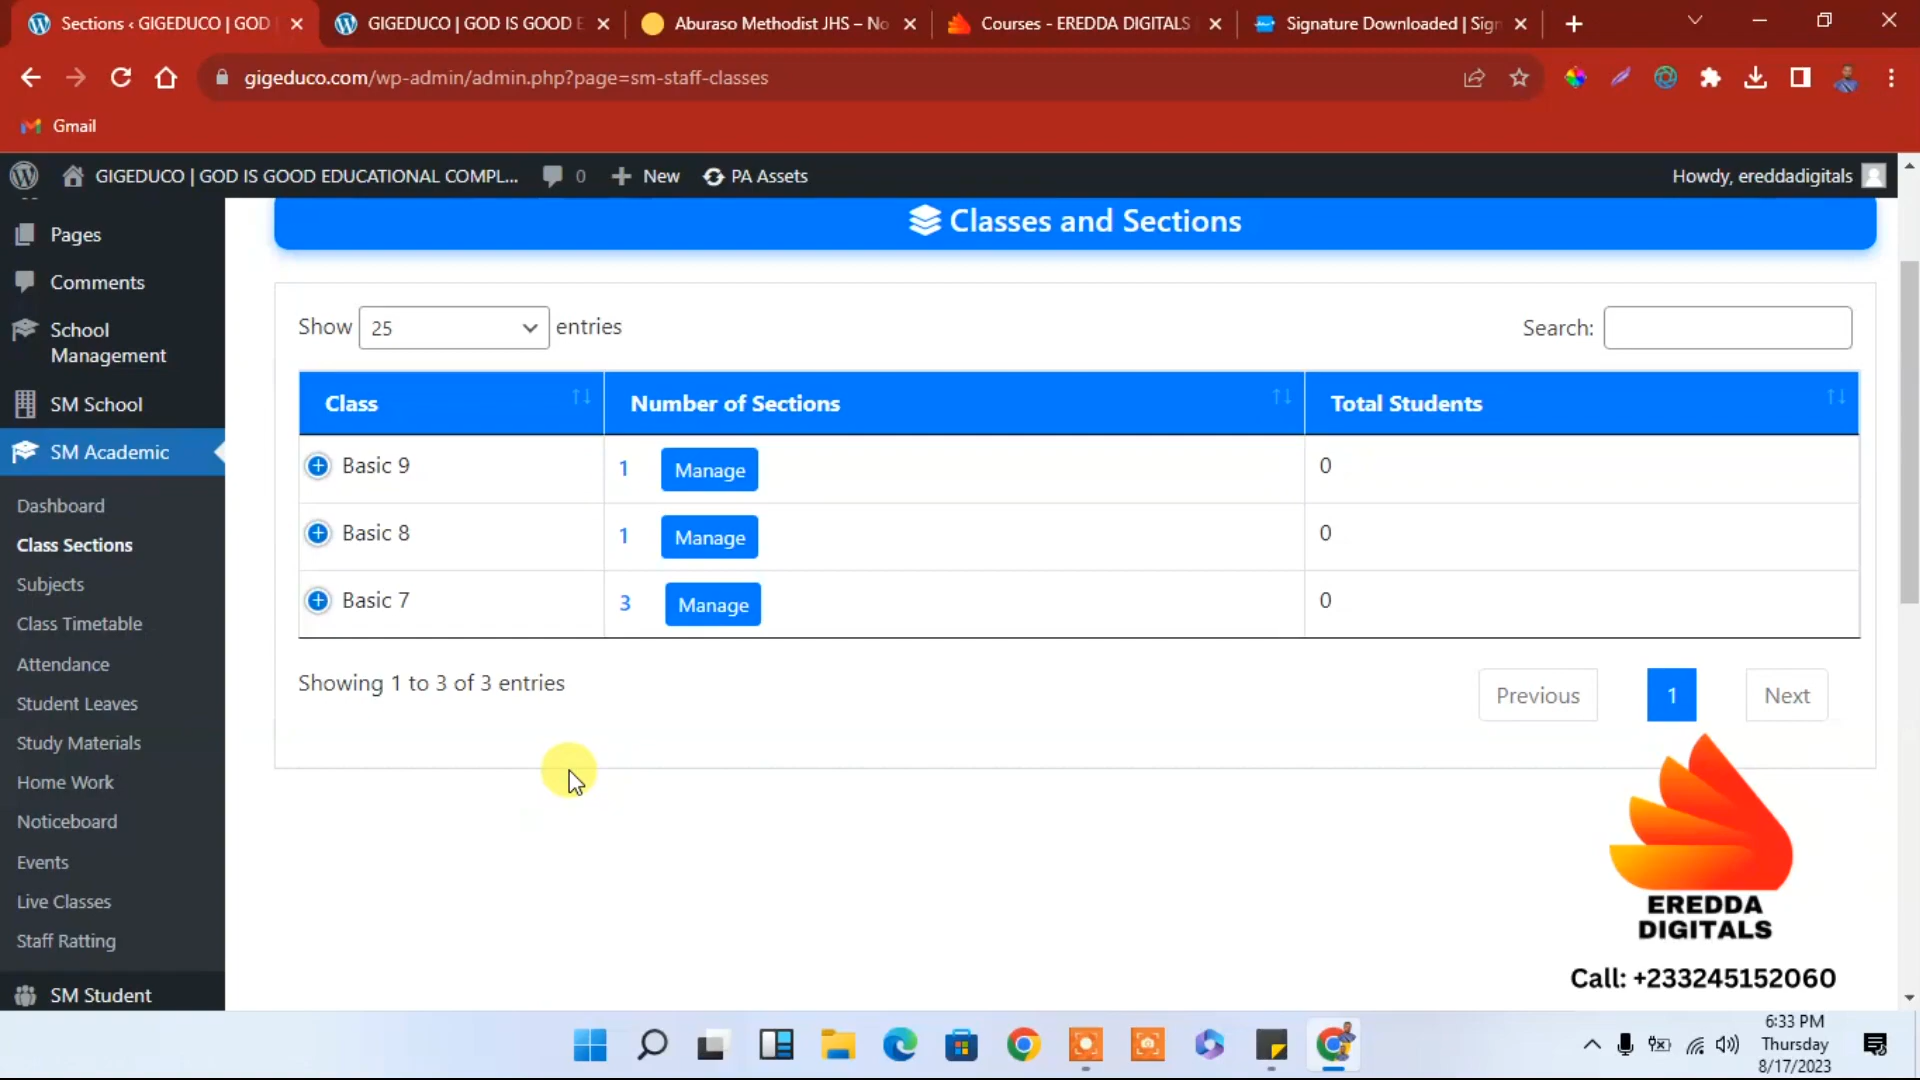 Sections ‹ GIGEDUCO | GOD
GIGEDUCO | GOD IS GOOD E
Aburaso Methodist JHS – No
Courses - EREDDA DIGITALS
Signature Downloaded | Sign
gigeduco.com/wp-admin/admin.php?page=sm-staff-classes
Gmail
GIGEDUCO | GOD IS GOOD EDUCATIONAL COMPL...
0
New
PA Assets
Howdy, ereddadigitals
Pages
Comments
School
Management
SM School
SM Academic
Dashboard
Class Sections
Subjects
Class Timetable
Attendance
Student Leaves
Study Materials
Home Work
Noticeboard
Events
Live Classes
Staff Ratting
SM Student
Classes and Sections
Show 25 entries
Search:
Class Number of Sections Total Students
Basic 9 1 Manage 0
Basic 8 1 Manage 0
Basic 7 3 Manage 0
Showing 1 to 3 of 3 entries
Previous 1 Next
EREDDA
DIGITALS
Call: +233245152060
6:33 PM
Thursday
8/17/2023